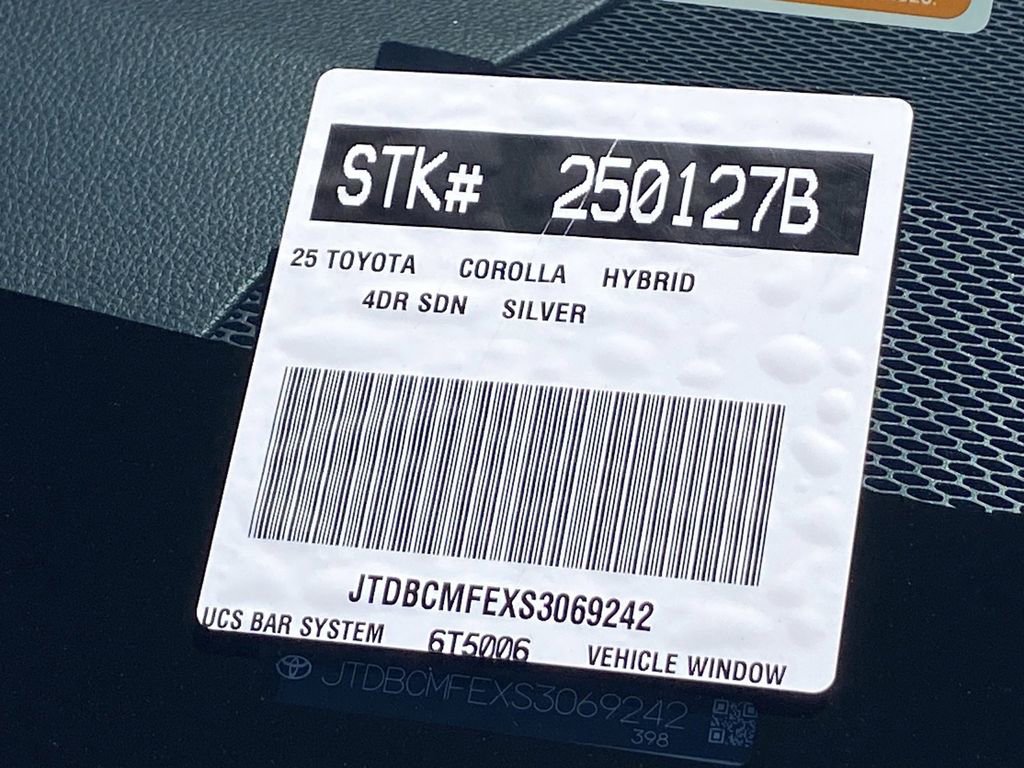 STK# 250127B
25 TOYOTA COROLLA HYBRID
4DR SDN SILVER
JTDBCMFEXS3069242
UCS BAR SYSTEM 6T5006 VEHICLE WINDOW
JTDBCMFEXS3069242
398